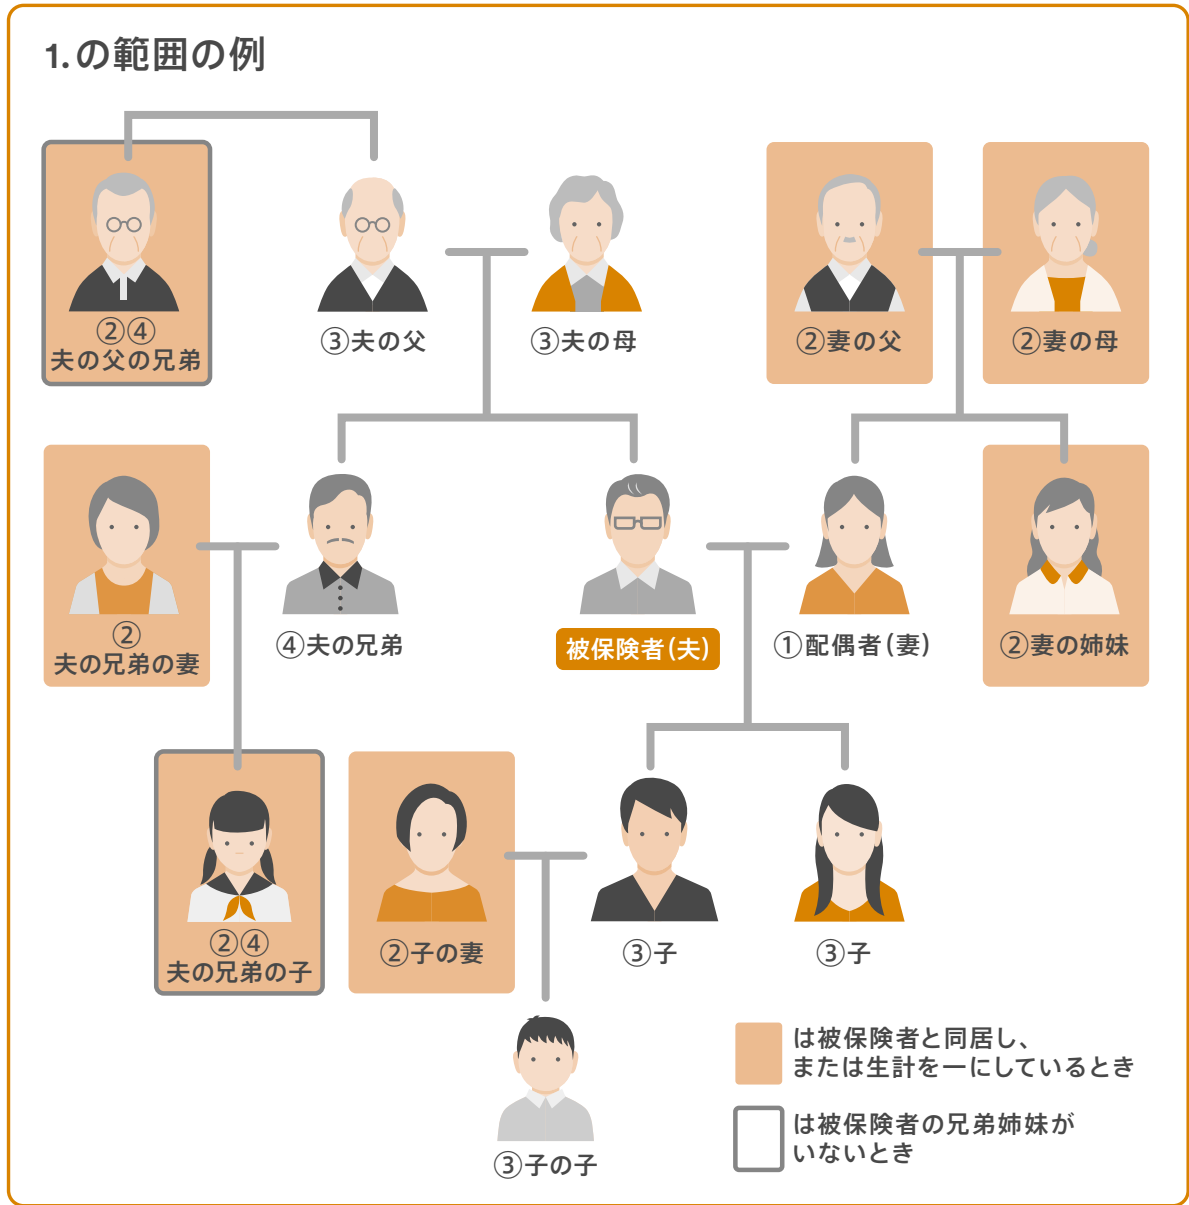 1.の範囲の例
②④
夫の父の兄弟
③夫の父
③夫の母
②妻の父
②妻の母
②
夫の兄弟の妻
④夫の兄弟
被保険者(夫)
①配偶者(妻)
②妻の姉妹
②④
夫の兄弟の子
②子の妻
③子
③子
③子の子
は被保険者と同居し、
または生計を一にしているとき
は被保険者の兄弟姉妹が
いないとき